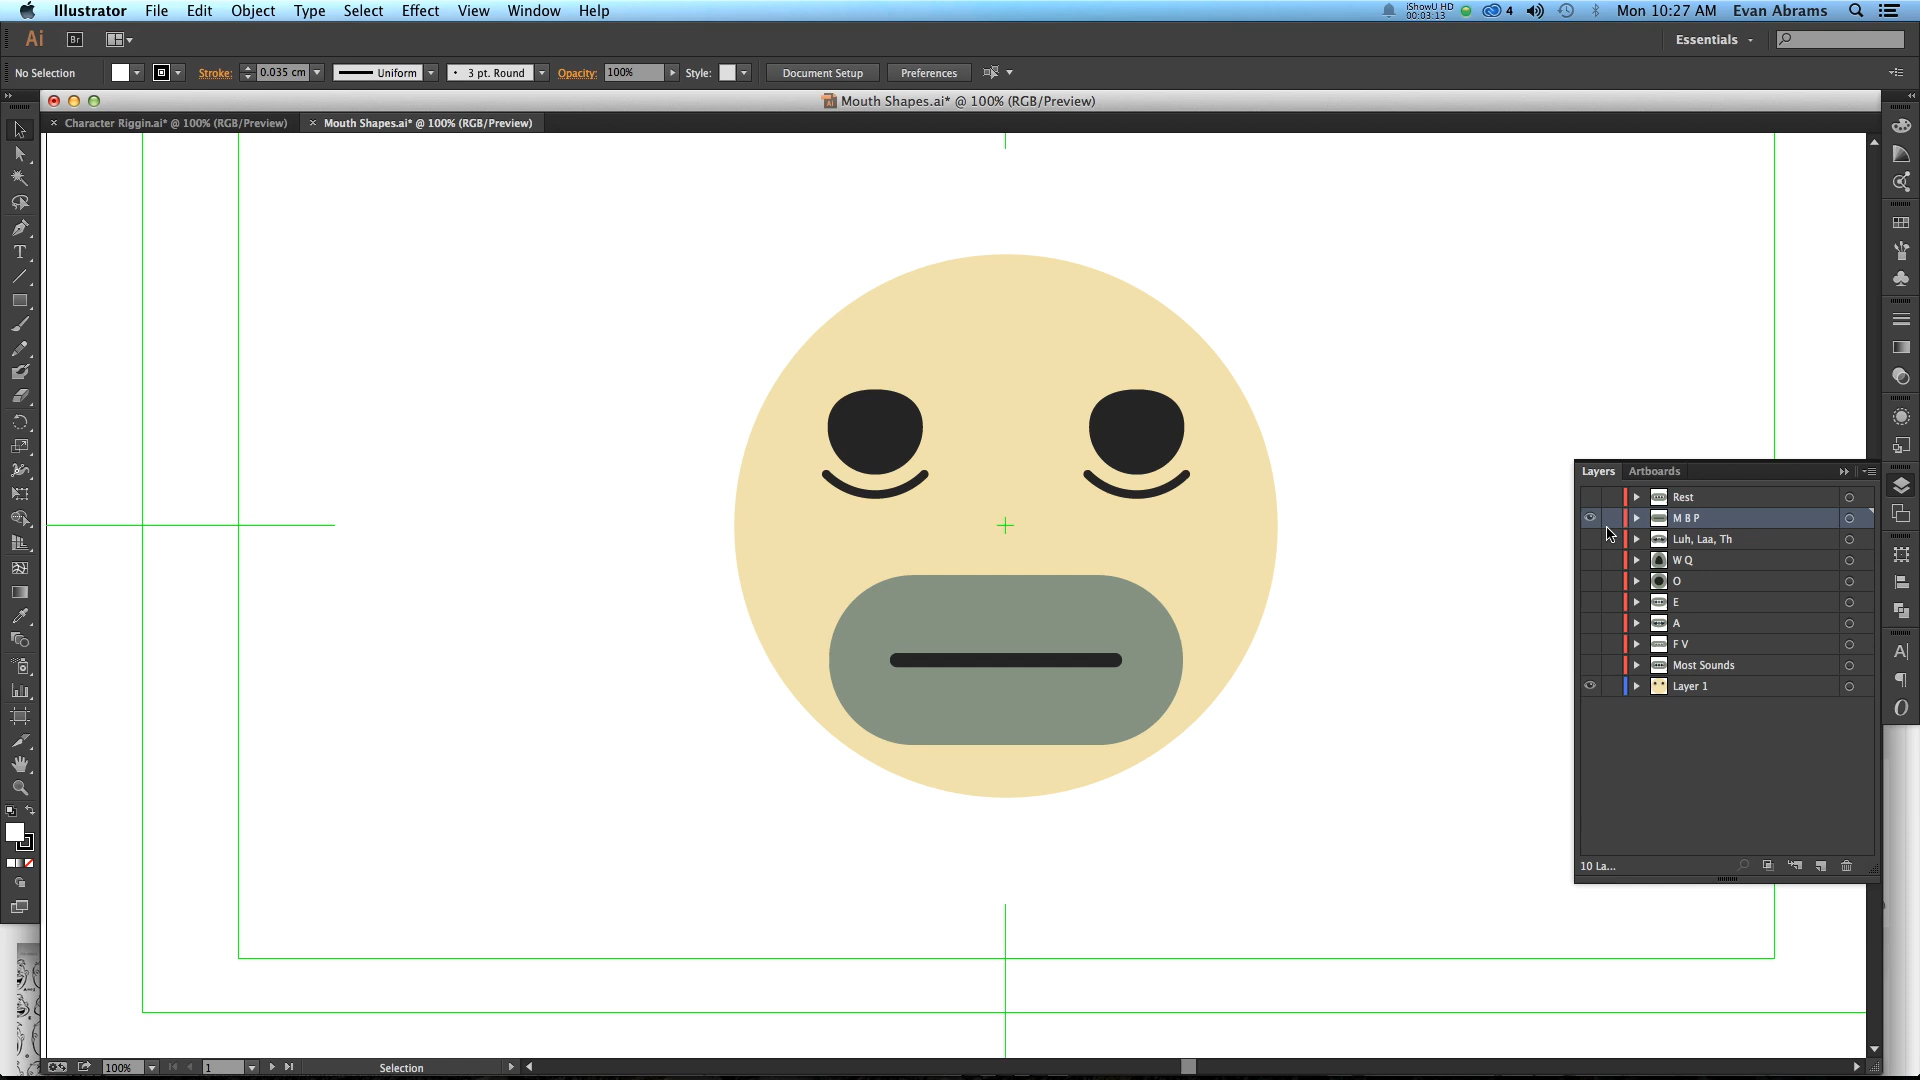 Illustrator File Edit Object Type Select Effect View Window Help iShowU HD 00:03:13 4 Mon 10:27 AM Evan Abrams
Ai Br Essentials
No Selection Stroke: 0.035 cm Uniform 3 pt. Round Opacity: 100% Style: Document Setup Preferences
Mouth Shapes.ai* @ 100% (RGB/Preview)
Character Riggin.ai* @ 100% (RGB/Preview) Mouth Shapes.ai* @ 100% (RGB/Preview)
Layers Artboards
Rest
M B P
Luh, Laa, Th
W Q
O
E
A
F V
Most Sounds
Layer 1
10 La...
100% 1 Selection